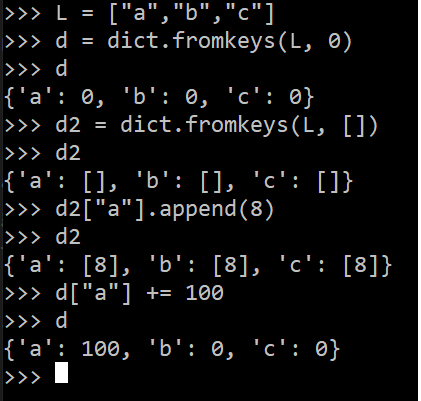 >>> L = ["a","b","c"]
>>> d = dict.fromkeys(L, 0)
>>> d
{'a': 0, 'b': 0, 'c': 0}
>>> d2 = dict.fromkeys(L, [])
>>> d2
{'a': [], 'b': [], 'c': []}
>>> d2["a"].append(8)
>>> d2
{'a': [8], 'b': [8], 'c': [8]}
>>> d["a"] += 100
>>> d
{'a': 100, 'b': 0, 'c': 0}
>>>